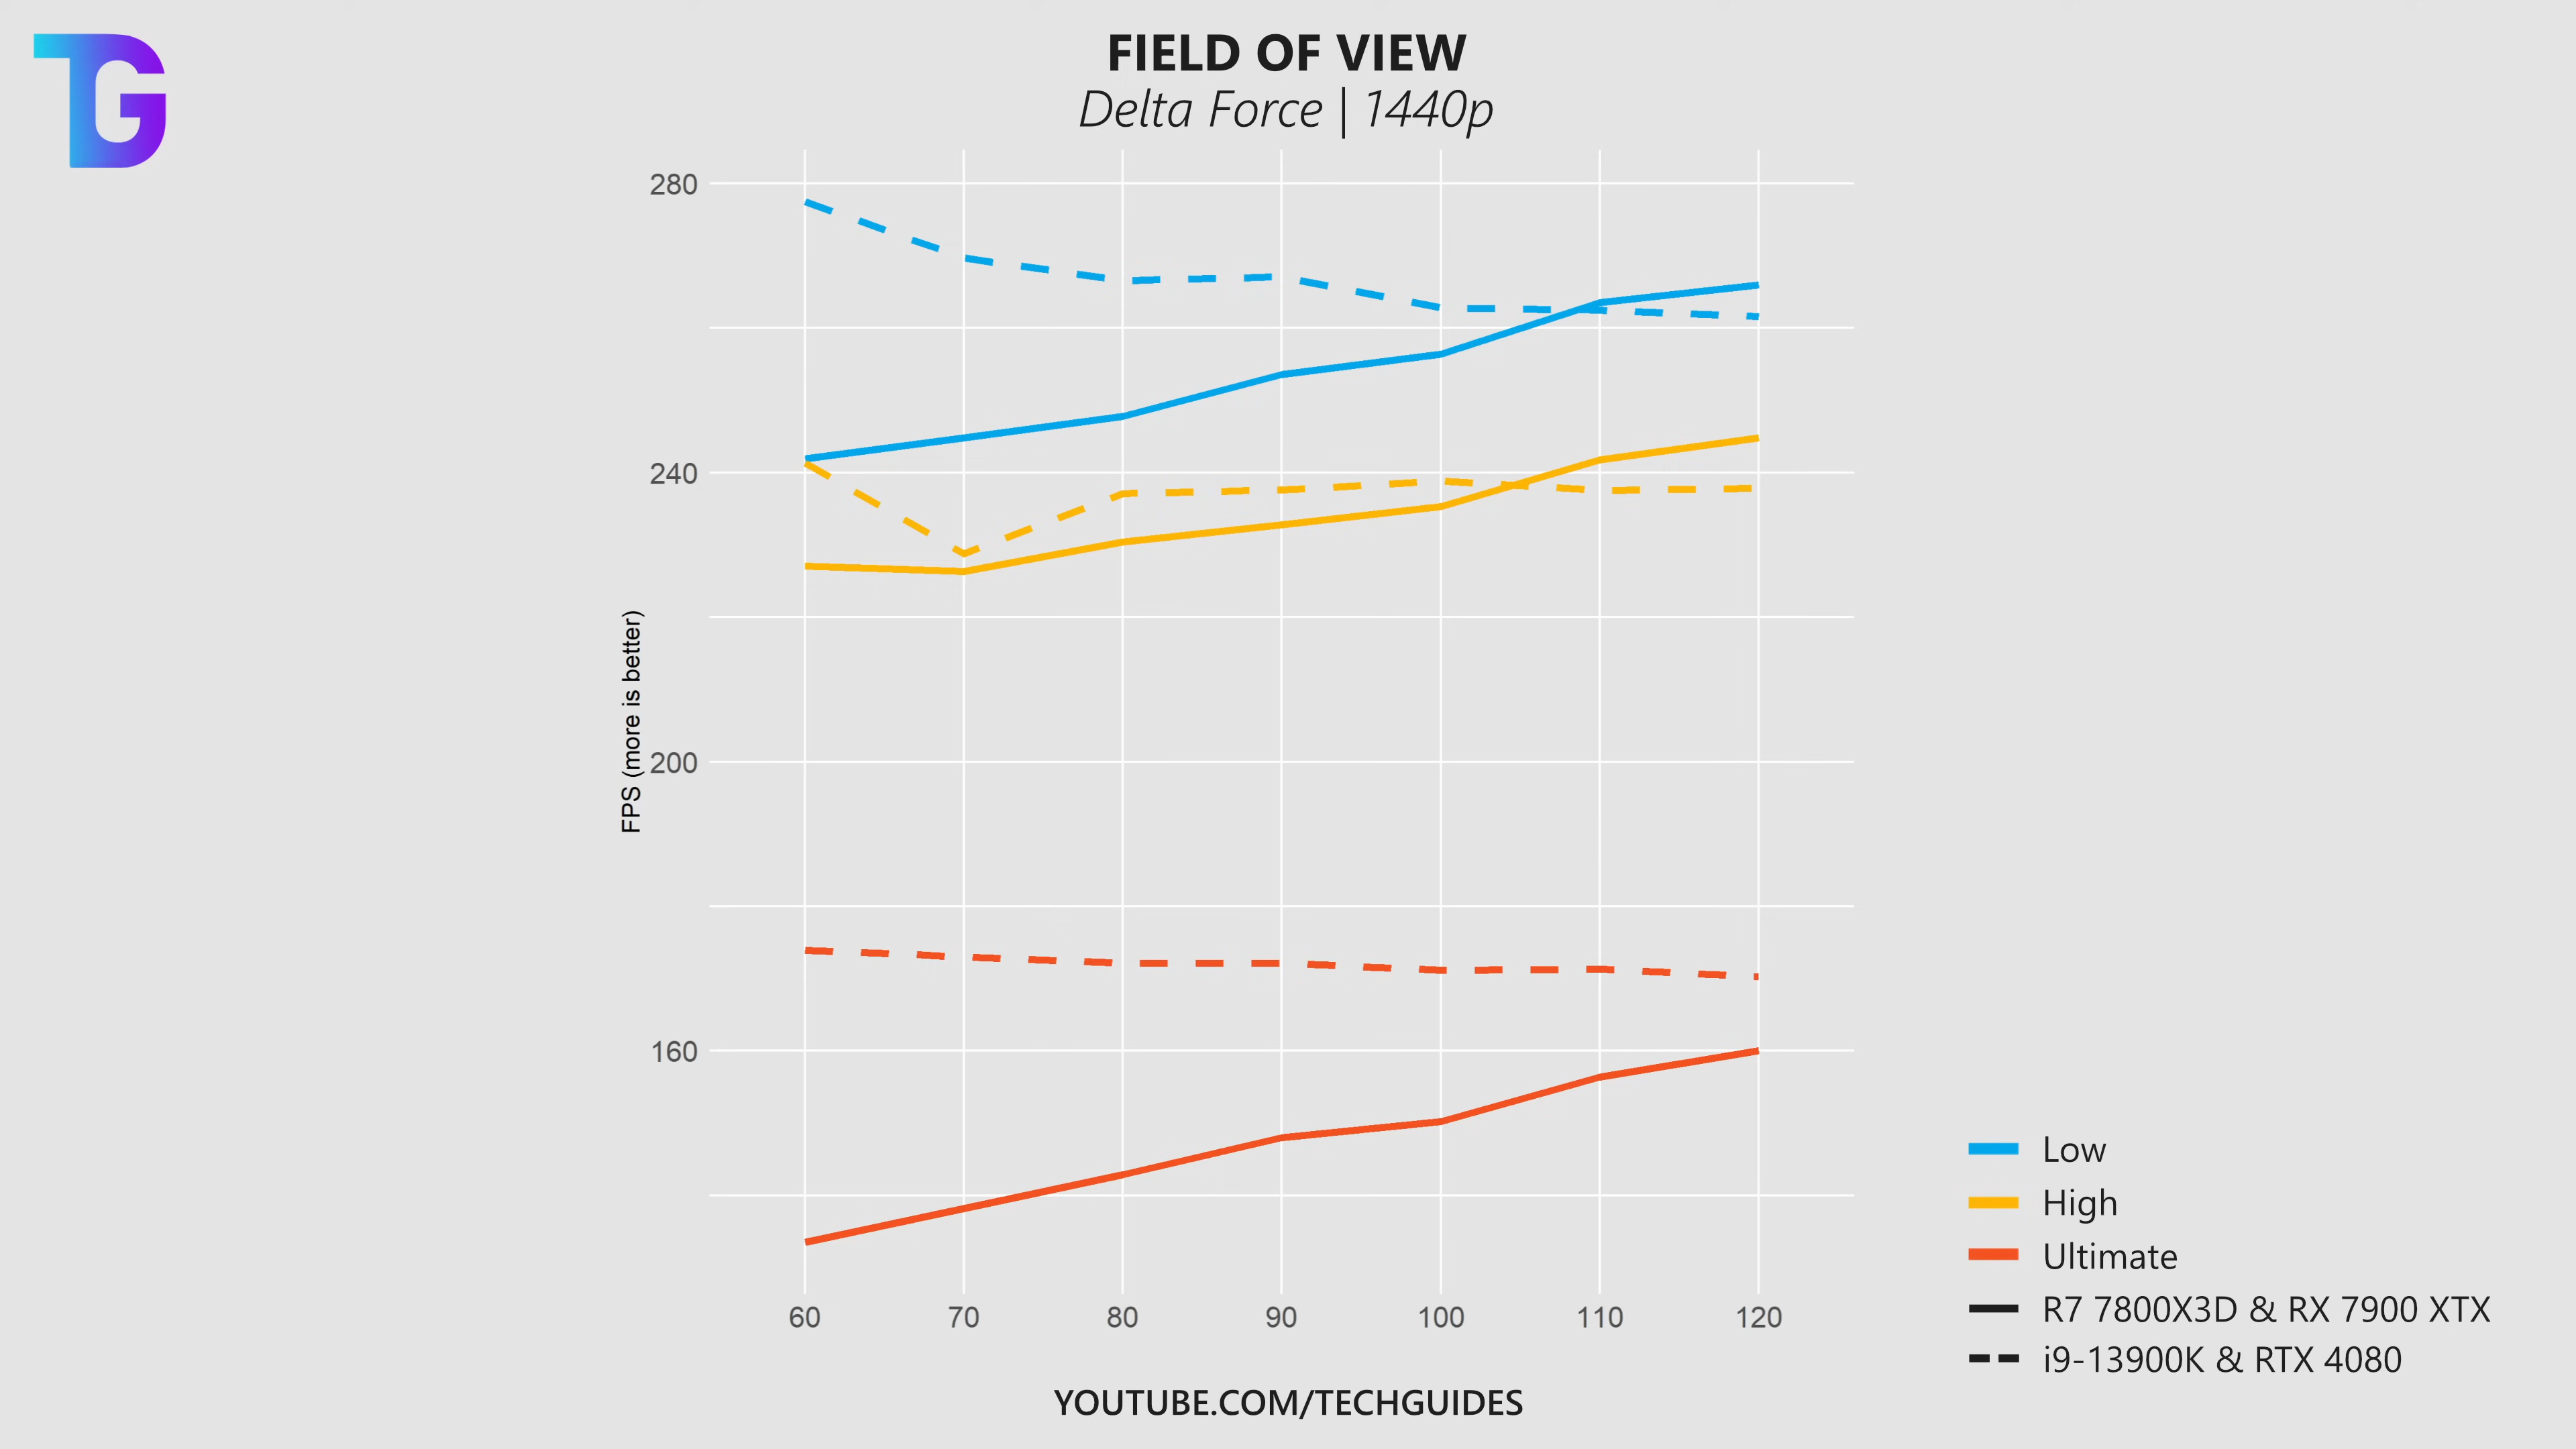 TG
FIELD OF VIEW
Delta Force | 1440p
FPS (more is better)
280
240
200
160
60 70 80 90 100 110 120
Low
High
Ultimate
R7 7800X3D & RX 7900 XTX
i9-13900K & RTX 4080
YOUTUBE.COM/TECHGUIDES